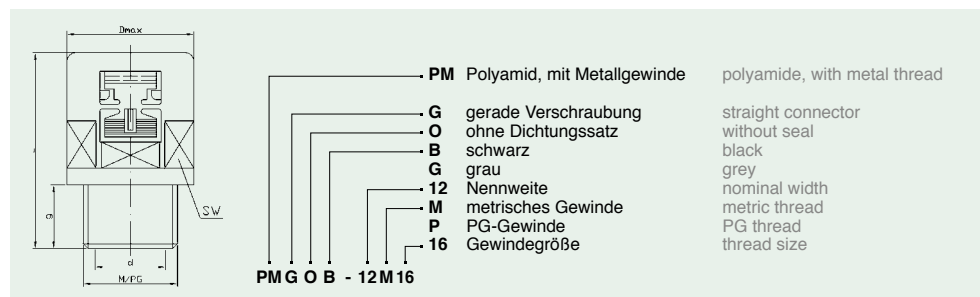 Dmax
PM Polyamid, mit Metallgewinde polyamide, with metal thread
G gerade Verschraubung straight connector
O ohne Dichtungssatz without seal
B schwarz black
G grau grey
12 Nennweite nominal width
M metrisches Gewinde metric thread
P PG-Gewinde PG thread
16 Gewindegröße thread size
SW
g
d
M/PG
PM G O B - 12 M 16